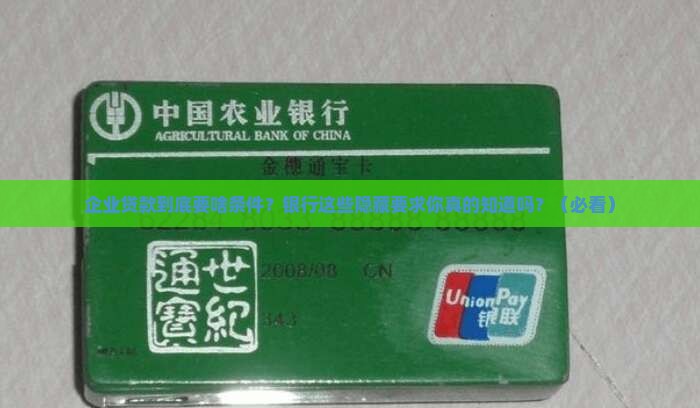 中国农业银行
AGRICULTURAL BANK OF CHINA
金穗通宝卡
企业贷款到底要啥条件？银行这些隐藏要求你真的知道吗？（必看）
2008/08 CN
世纪
通寶
343
UnionPay
银联